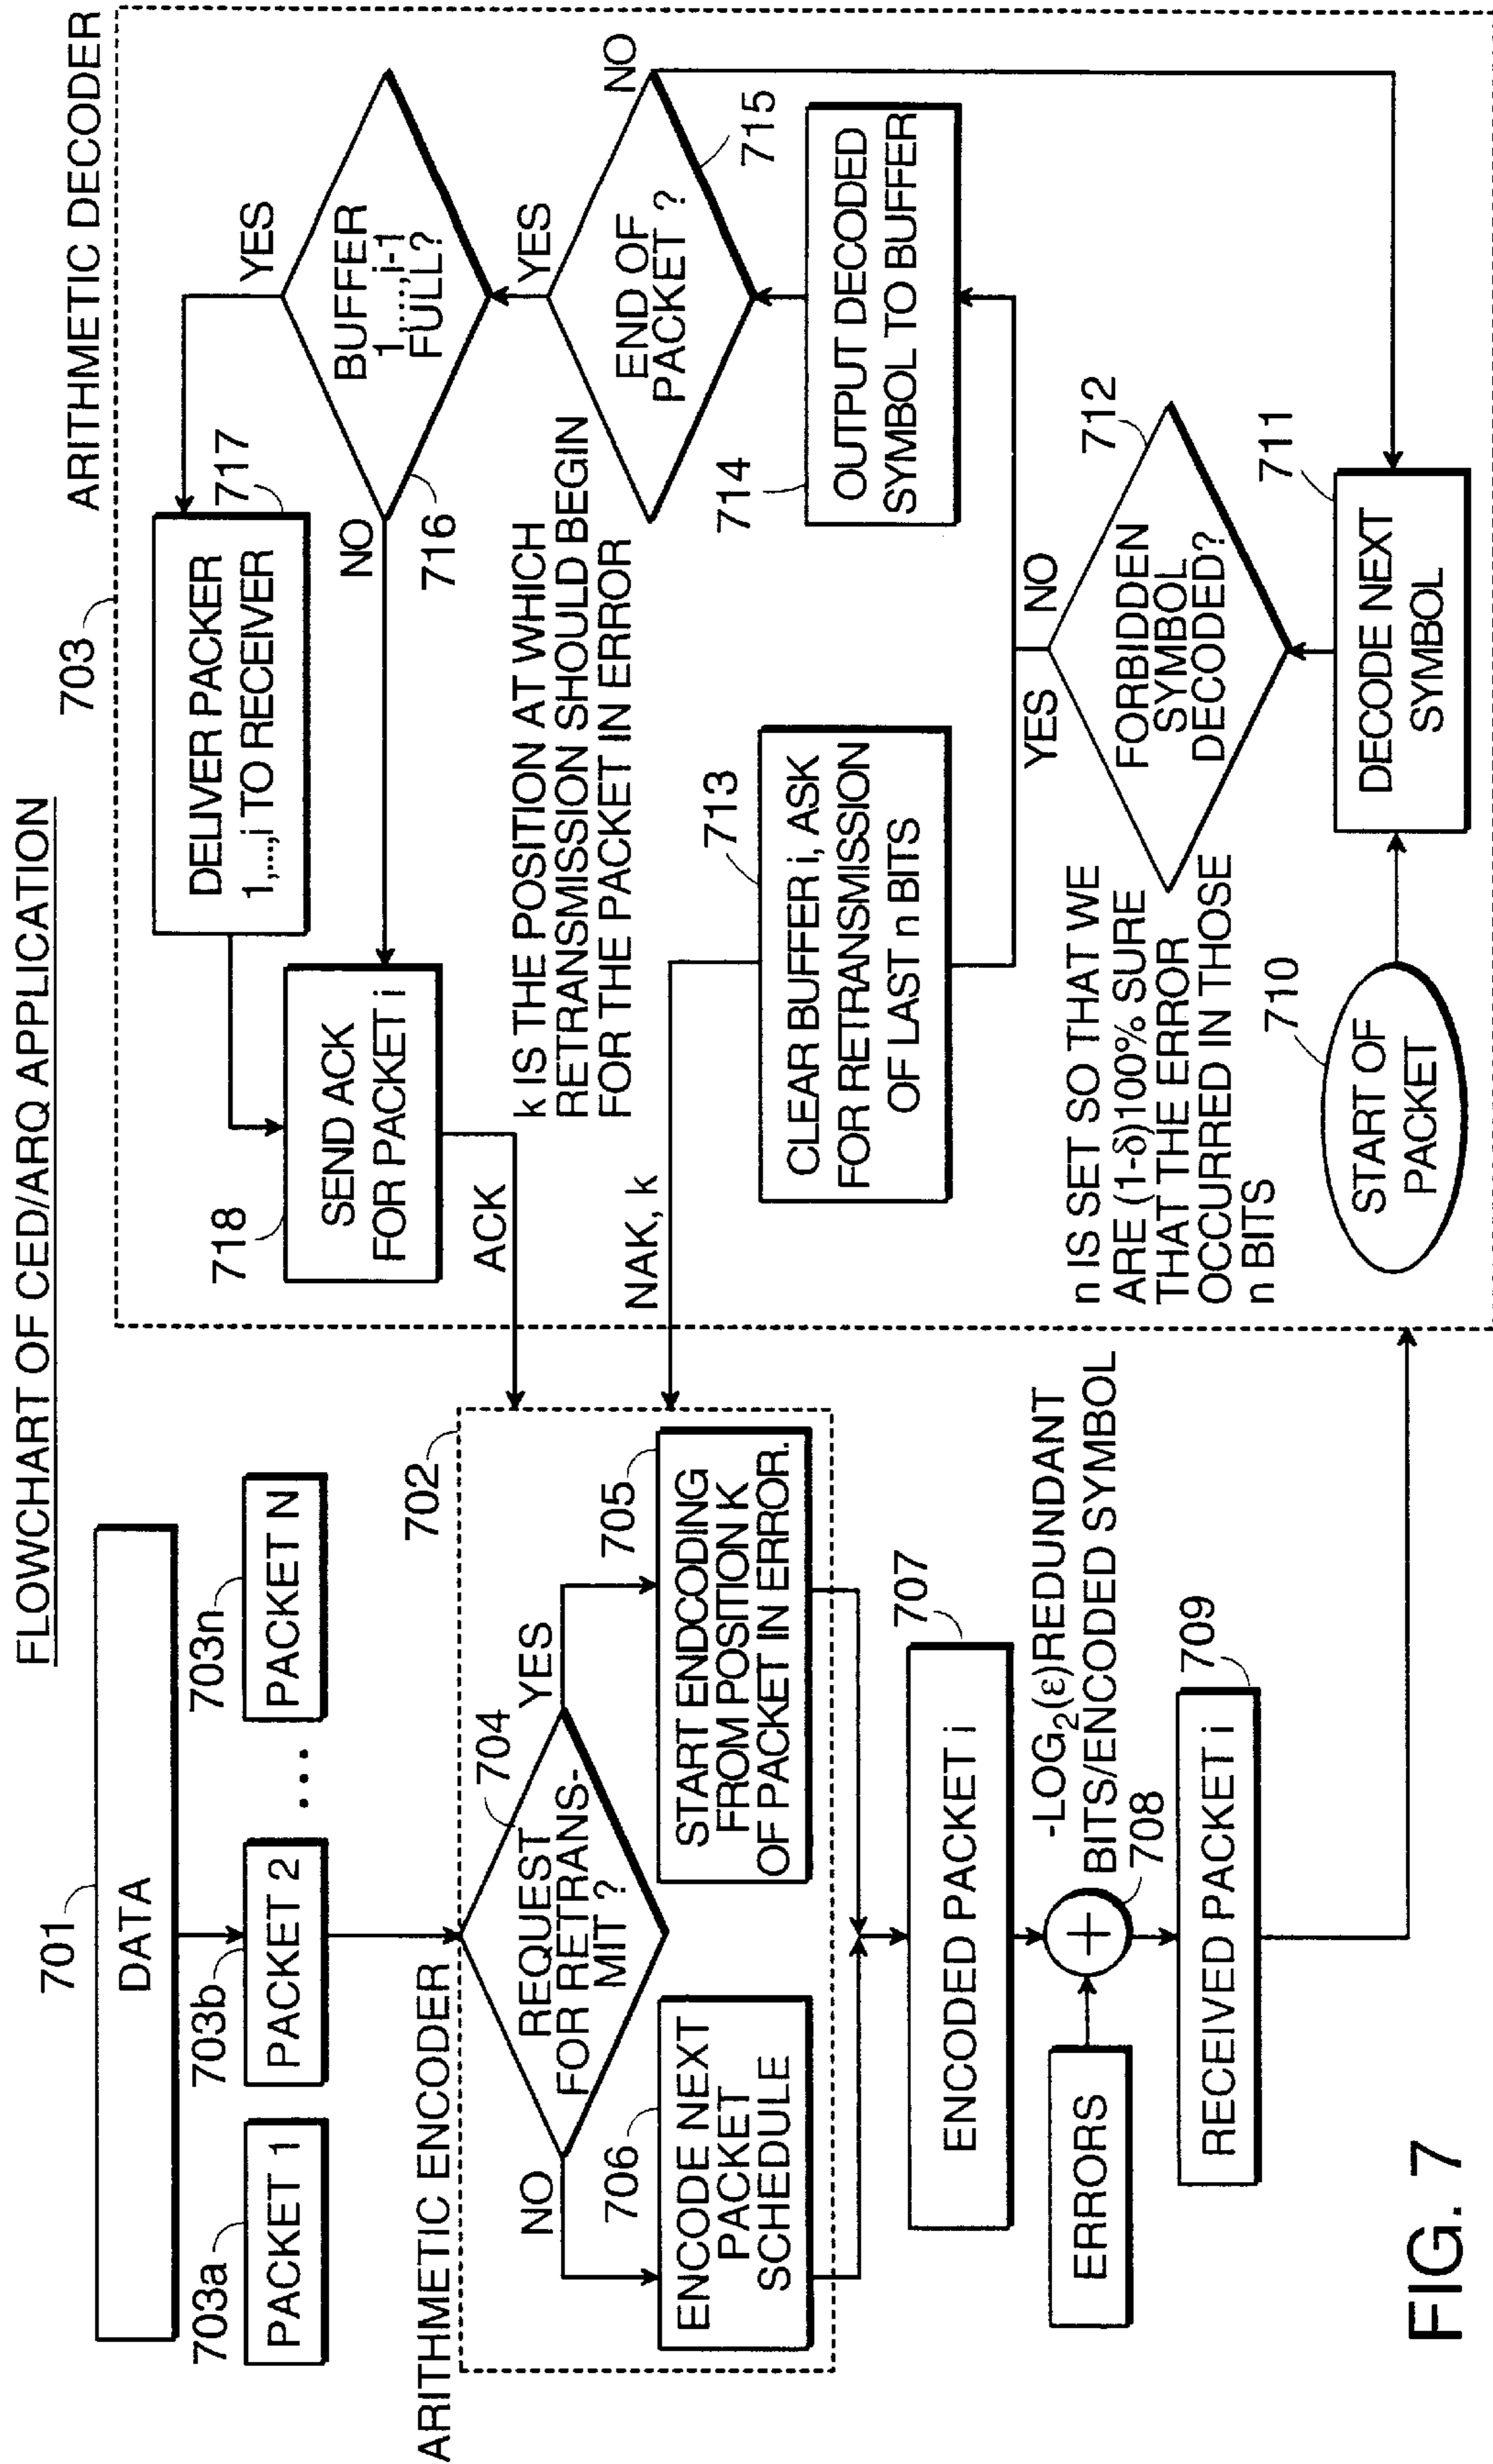 FLOWCHART OF CED/ARQ APPLICATION
701
DATA
703a
PACKET 1
703b
PACKET 2
...
703n
PACKET N
ARITHMETIC ENCODER
702
704
REQUEST
FOR RETRANS-
MIT ?
NO
YES
706
ENCODE NEXT
PACKET
SCHEDULE
705
START ENDCODING
FROM POSITION K
OF PACKET IN ERROR.
707
ENCODED PACKET i
ERRORS
+
708
-LOG2(ε)REDUNDANT
BITS/ENCODED SYMBOL
709
RECEIVED PACKET i
FIG. 7
703
ARITHMETIC DECODER
717
DELIVER PACKER
1,...,i TO RECEIVER
718
SEND ACK
FOR PACKET i
ACK
NO
716
BUFFER
1,...,i-1
FULL?
YES
k IS THE POSITION AT WHICH
RETRANSMISSION SHOULD BEGIN
FOR THE PACKET IN ERROR
NAK, k
YES
END OF
PACKET ?
715
NO
713
CLEAR BUFFER i, ASK
FOR RETRANSMISSION
OF LAST n BITS
714
OUTPUT DECODED
SYMBOL TO BUFFER
YES
NO
712
FORBIDDEN
SYMBOL
DECODED?
n IS SET SO THAT WE
ARE (1-δ)100% SURE
THAT THE ERROR
OCCURRED IN THOSE
n BITS
710
START OF
PACKET
711
DECODE NEXT
SYMBOL